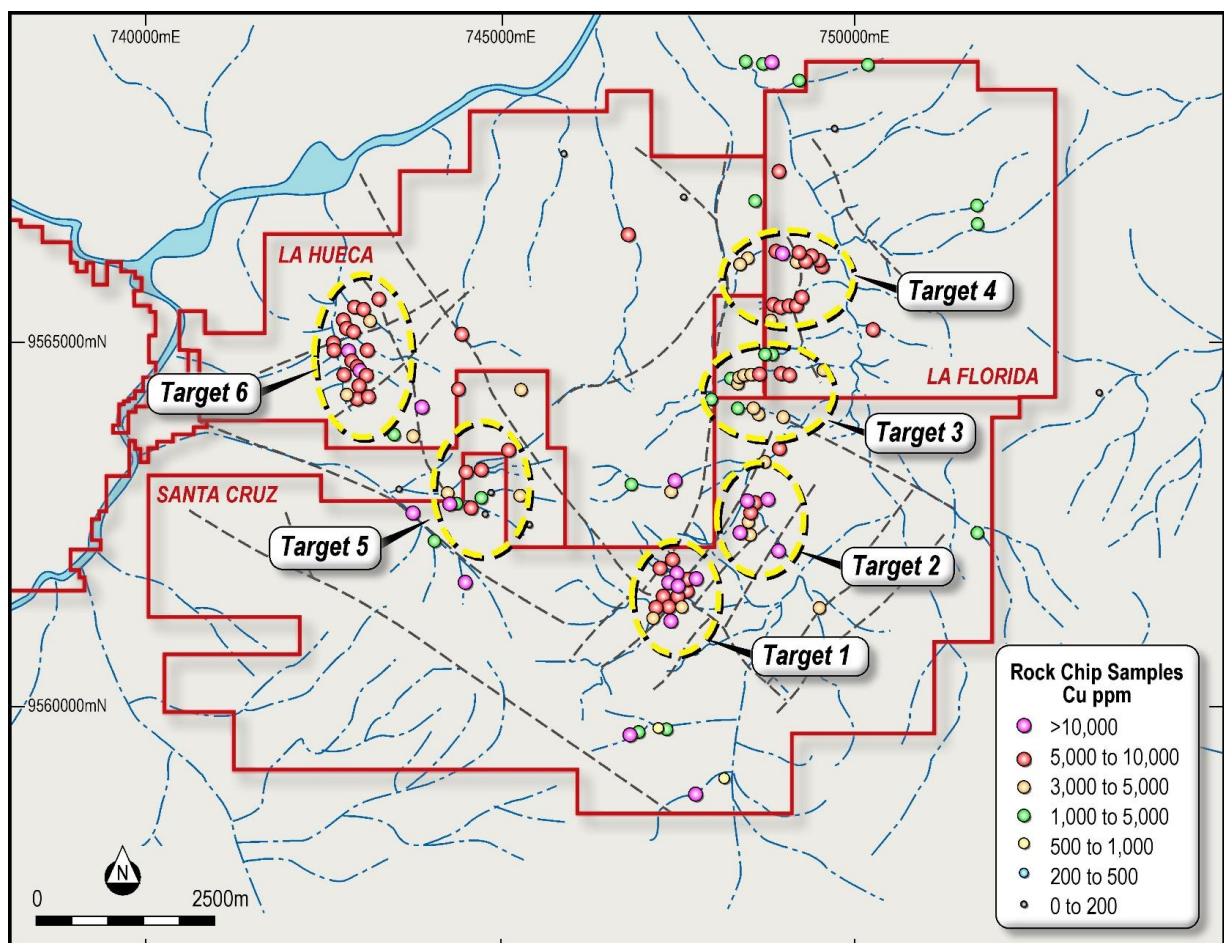 740000mE
745000mE
750000mE
LA HUECA
Target 4
9565000mN
Target 6
LA FLORIDA
Target 3
SANTA CRUZ
Target 5
Target 2
Target 1
Rock Chip Samples
Cu ppm
>10,000
5,000 to 10,000
3,000 to 5,000
1,000 to 5,000
500 to 1,000
200 to 500
0 to 200
9560000mN
N
0 2500m